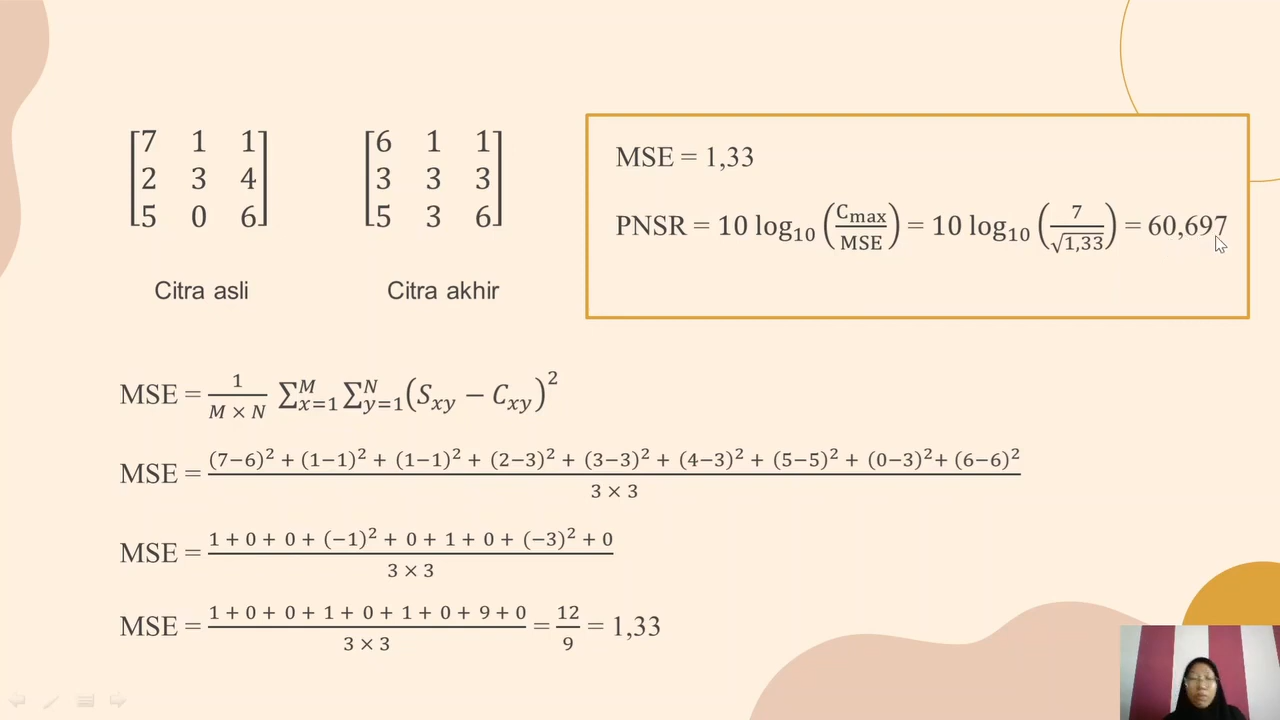 [7 1 1]
[2 3 4]
[5 0 6]
Citra asli
[6 1 1]
[3 3 3]
[5 3 6]
Citra akhir
MSE = 1,33
PNSR = 10 log₁₀ (Cmax/MSE) = 10 log₁₀ (7/√1,33) = 60,697
MSE = 1/(M × N) ∑ᴹₓ₌₁ ∑ᴺᵧ₌₁ (Sxy − Cxy)²
MSE = ((7−6)² + (1−1)² + (1−1)² + (2−3)² + (3−3)² + (4−3)² + (5−5)² + (0−3)² + (6−6)²)/(3 × 3)
MSE = (1 + 0 + 0 + (−1)² + 0 + 1 + 0 + (−3)² + 0)/(3 × 3)
MSE = (1 + 0 + 0 + 1 + 0 + 1 + 0 + 9 + 0)/(3 × 3) = 12/9 = 1,33